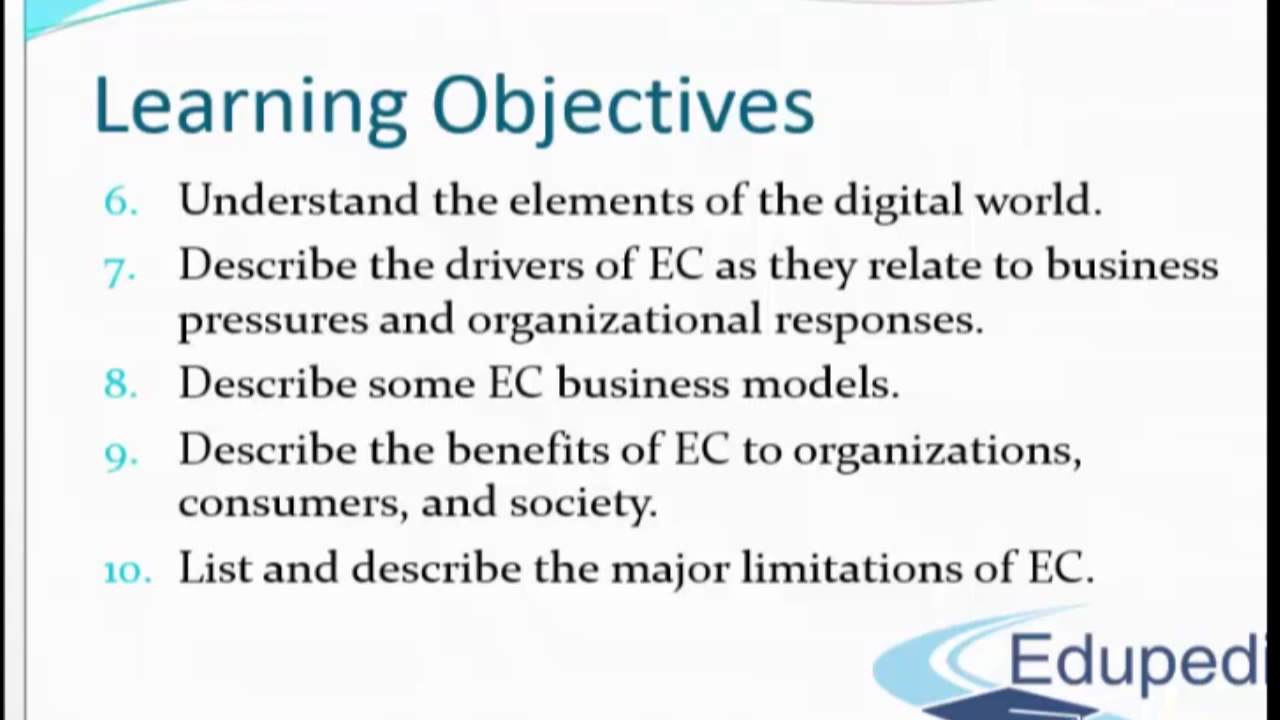 Learning Objectives
6. Understand the elements of the digital world.
7. Describe the drivers of EC as they relate to business
pressures and organizational responses.
8. Describe some EC business models.
9. Describe the benefits of EC to organizations,
consumers, and society.
10. List and describe the major limitations of EC.
Edupedi